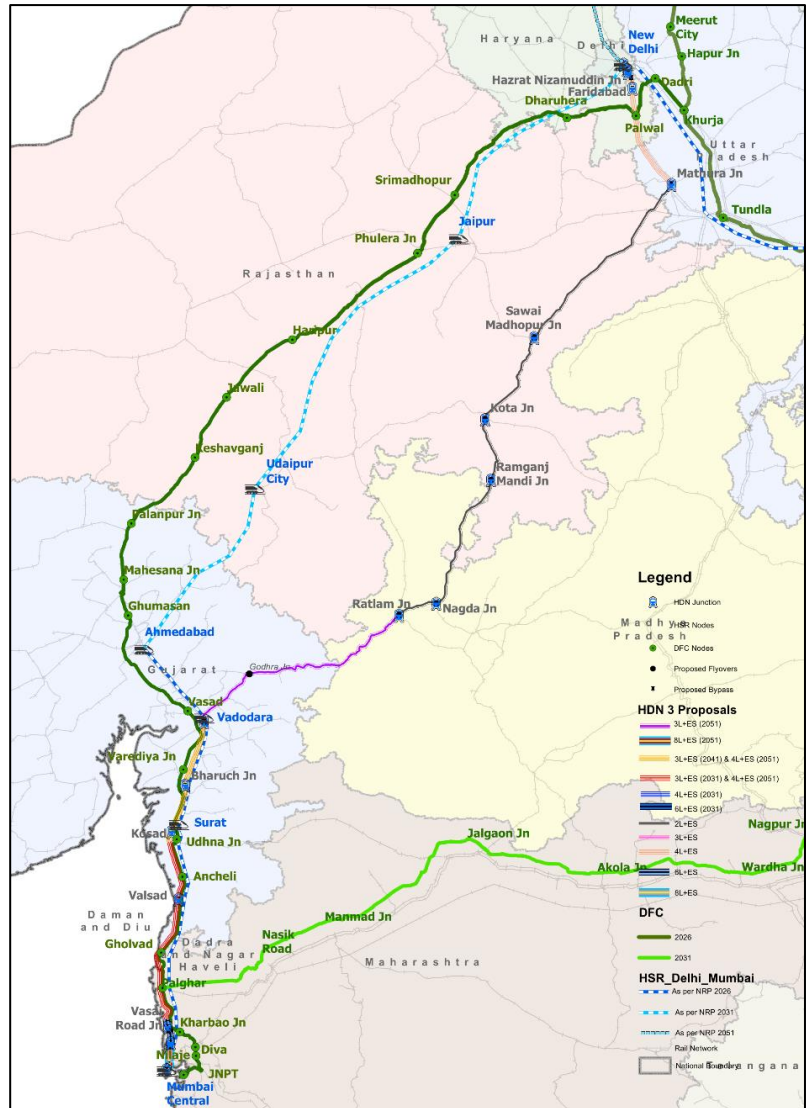 Meerut
City
New
Delhi
Haryana
Delhi
Hapur Jn
Hazrat Nizamuddin Jn
Dadri
Faridabad
Dharuhera
Khurja
Palwal
Uttar
Pradesh
Mathura Jn
Srimadhopur
Tundla
Jaipur
Phulera Jn
Rajasthan
Sawai
Madhopur Jn
Haripur
Jawali
Kota Jn
Keshavganj
Udaipur
City
Ramganj
Mandi Jn
Palanpur Jn
Mahesana Jn
Ghumasan
Ratlam Jn
Nagda Jn
Ahmedabad
Gujarat
Godhra Jn
Madhya
Pradesh
Vasad
Vadodara
Varediya Jn
Bharuch Jn
Surat
Kosad
Udhna Jn
Ancheli
Valsad
Daman
and Diu
Gholvad
Dadra
and Nagar
Haveli
Jalgaon Jn
Nagpur Jn
Akola Jn
Wardha Jn
Manmad Jn
Nasik
Road
Maharashtra
Palghar
Vasai
Road Jn
Kharbao Jn
Nilaje
Diva
JNPT
Mumbai
Central
Telangana
Legend
HDN Junction
HSR Nodes
DFC Nodes
Proposed Flyovers
Proposed Bypass
HDN 3 Proposals
3L+ES (2051)
8L+ES (2051)
3L+ES (2041) & 4L+ES (2051)
3L+ES (2031) & 4L+ES (2051)
4L+ES (2031)
6L+ES (2031)
2L+ES
3L+ES
4L+ES
6L+ES
8L+ES
DFC
2026
2031
HSR_Delhi_Mumbai
As per NRP 2026
As per NRP 2031
As per NRP 2051
Rail Network
National Boundary